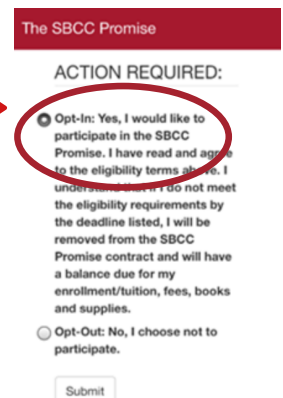 The SBCC Promise
ACTION REQUIRED:
Opt-In: Yes, I would like to
participate in the SBCC
Promise. I have read and agree
to the eligibility terms above. I
understand that if I do not meet
the eligibility requirements by
the deadline listed, I will be
removed from the SBCC
Promise contract and will have
a balance due for my
enrollment/tuition, fees, books
and supplies.
Opt-Out: No, I choose not to
participate.
Submit